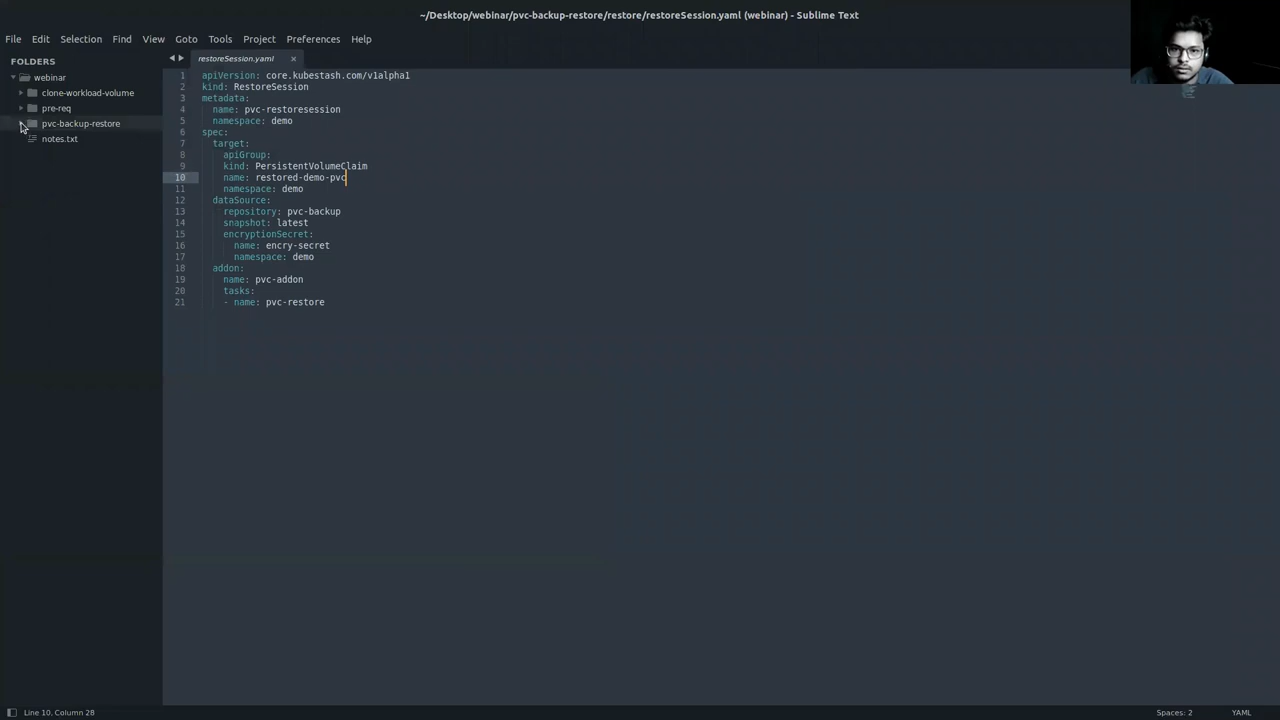 ~/Desktop/webinar/pvc-backup-restore/restore/restoreSession.yaml (webinar) - Sublime Text
File Edit Selection Find View Goto Tools Project Preferences Help
FOLDERS
webinar
clone-workload-volume
pre-req
pvc-backup-restore
notes.txt
restoreSession.yaml ×
1 apiVersion: core.kubestash.com/v1alpha1
2 kind: RestoreSession
3 metadata:
4   name: pvc-restoresession
5   namespace: demo
6 spec:
7   target:
8     apiGroup:
9     kind: PersistentVolumeClaim
10     name: restored-demo-pvc
11     namespace: demo
12   dataSource:
13     repository: pvc-backup
14     snapshot: latest
15     encryptionSecret:
16       name: encry-secret
17       namespace: demo
18   addon:
19     name: pvc-addon
20     tasks:
21     - name: pvc-restore
Line 10, Column 28
Spaces: 2
YAML